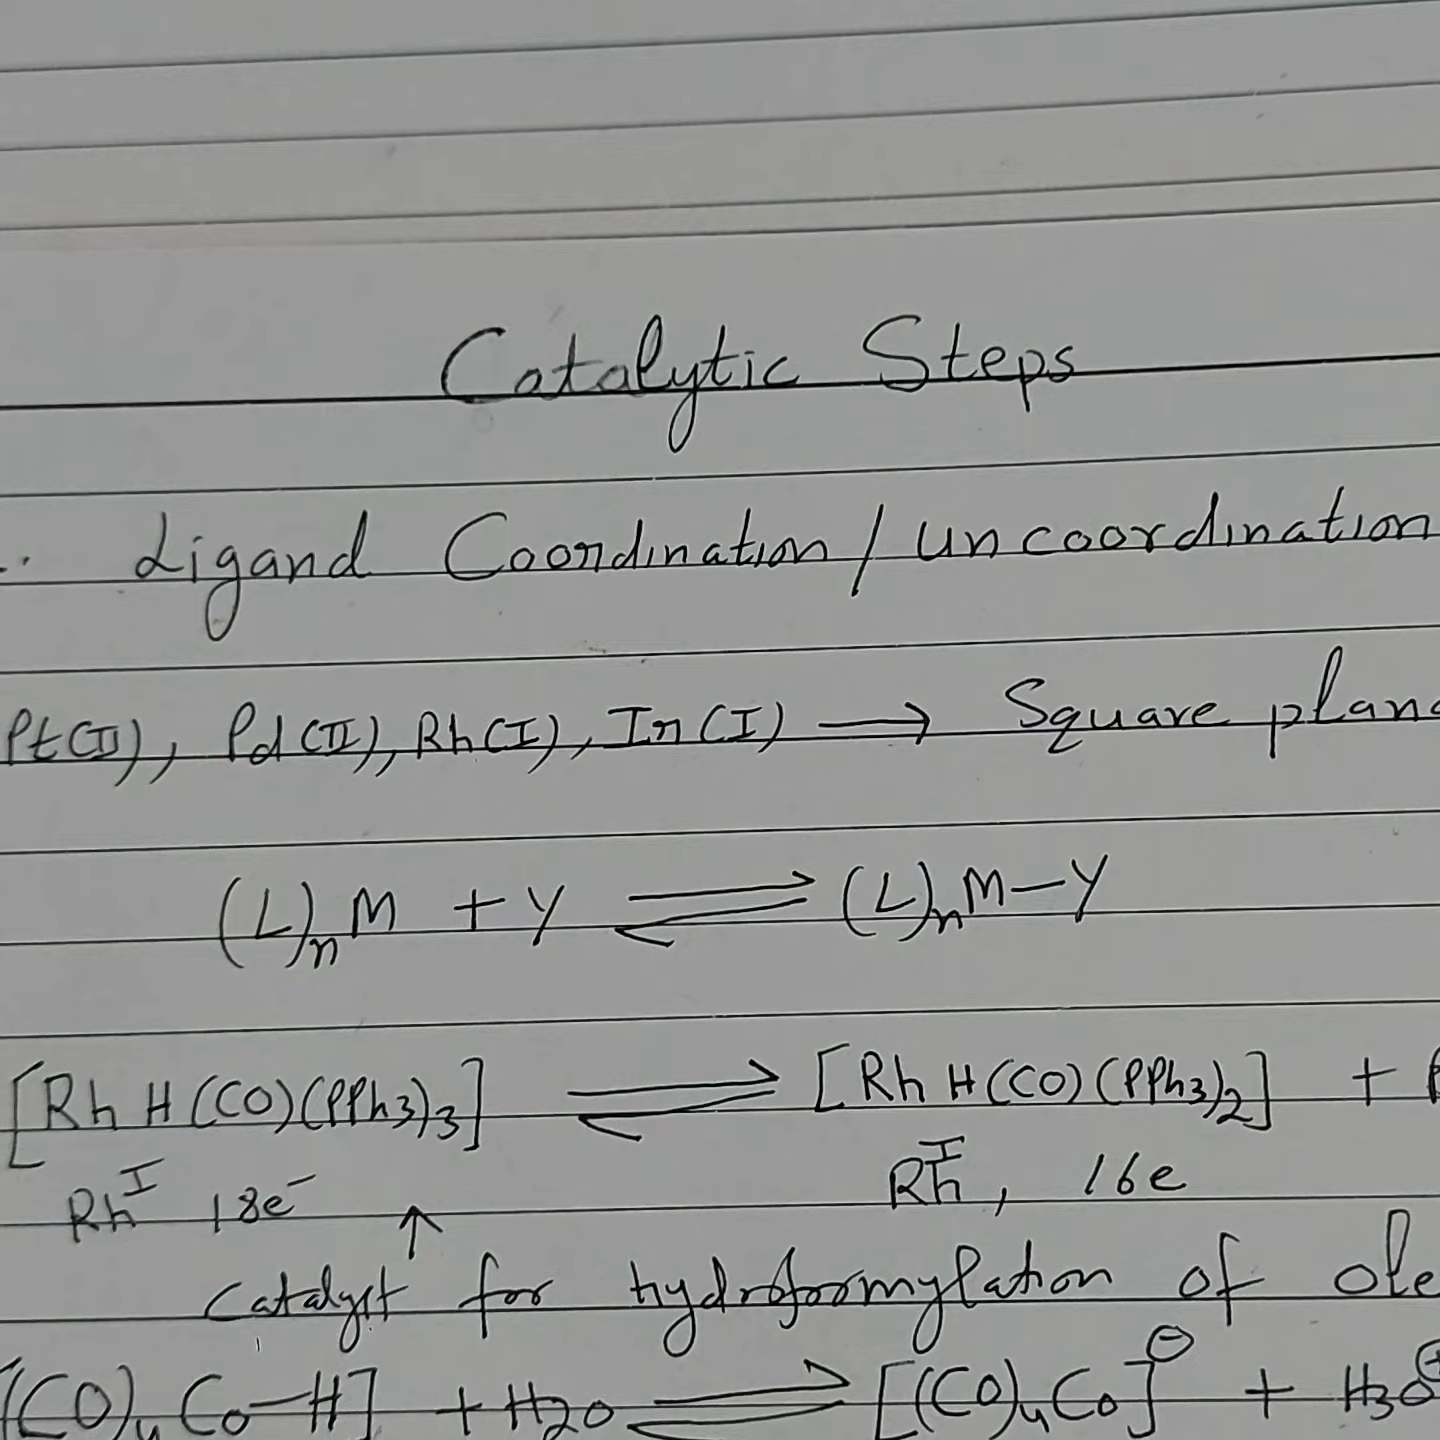 Catalytic Steps
Ligand Coordination / uncoordination
Pt(II), Pd(II), Rh(I), Ir(I) → Square plana
(L)ₙM + Y ⇌ (L)ₙM—Y
[RhH(CO)(PPh3)₃] ⇌ [RhH(CO)(PPh3)₂] +
Rhᴵ 18e⁻ Rhᴵ, 16e
↑
catalyst for hydroformylation of ole
[(CO)₄Co—H] + H2O ⇌ [(CO)₄Co]⊖ + H3O⊕